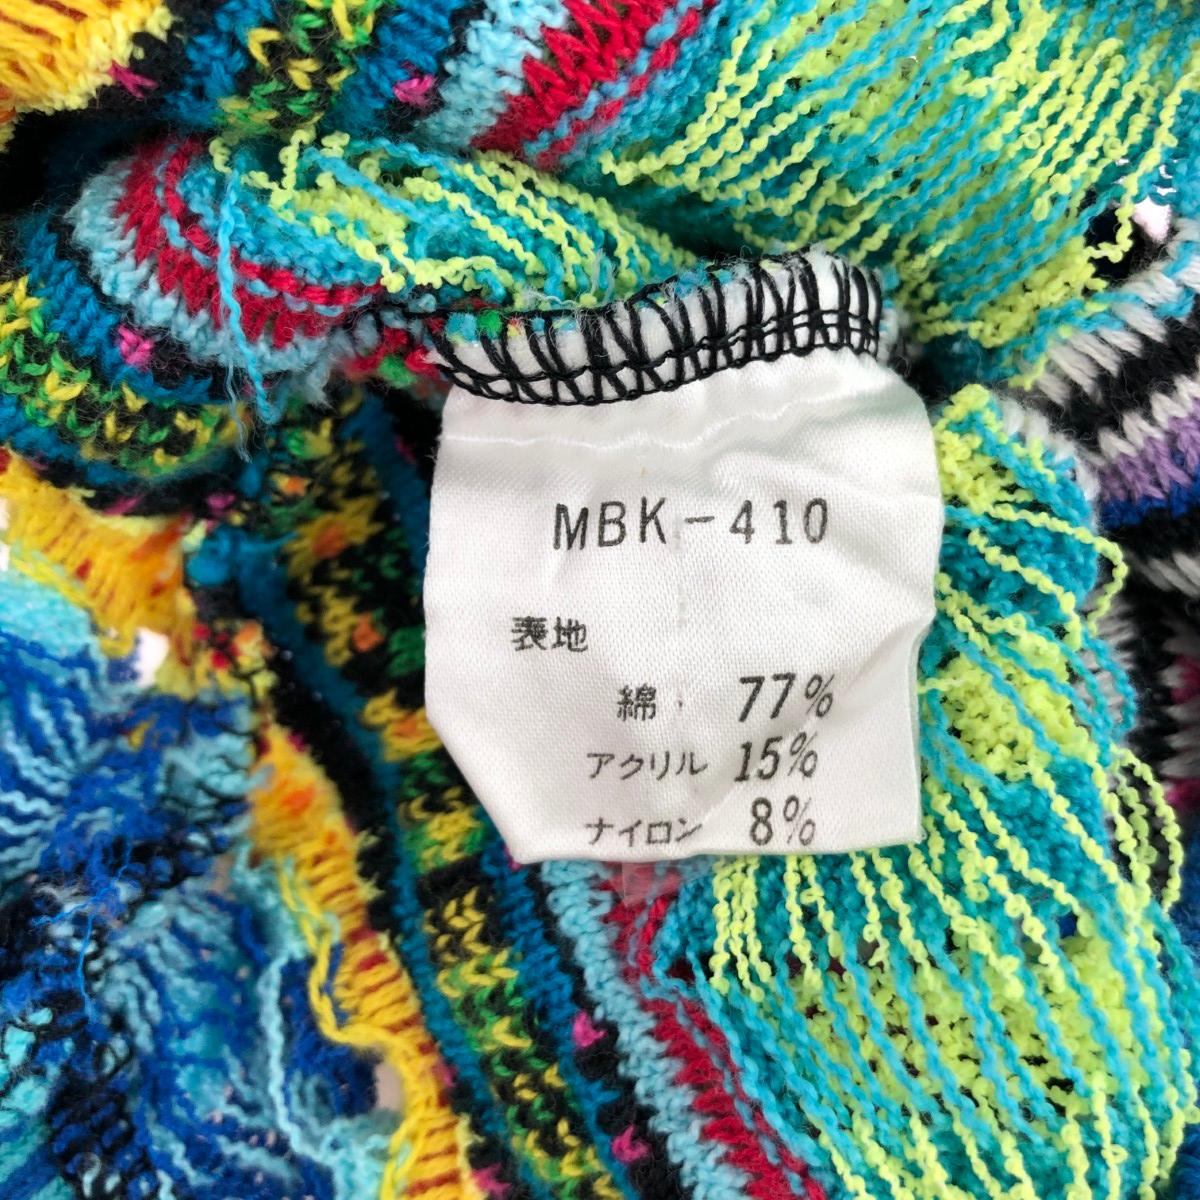 MBK-410
表地
綿 77%
アクリル 15%
ナイロン 8%